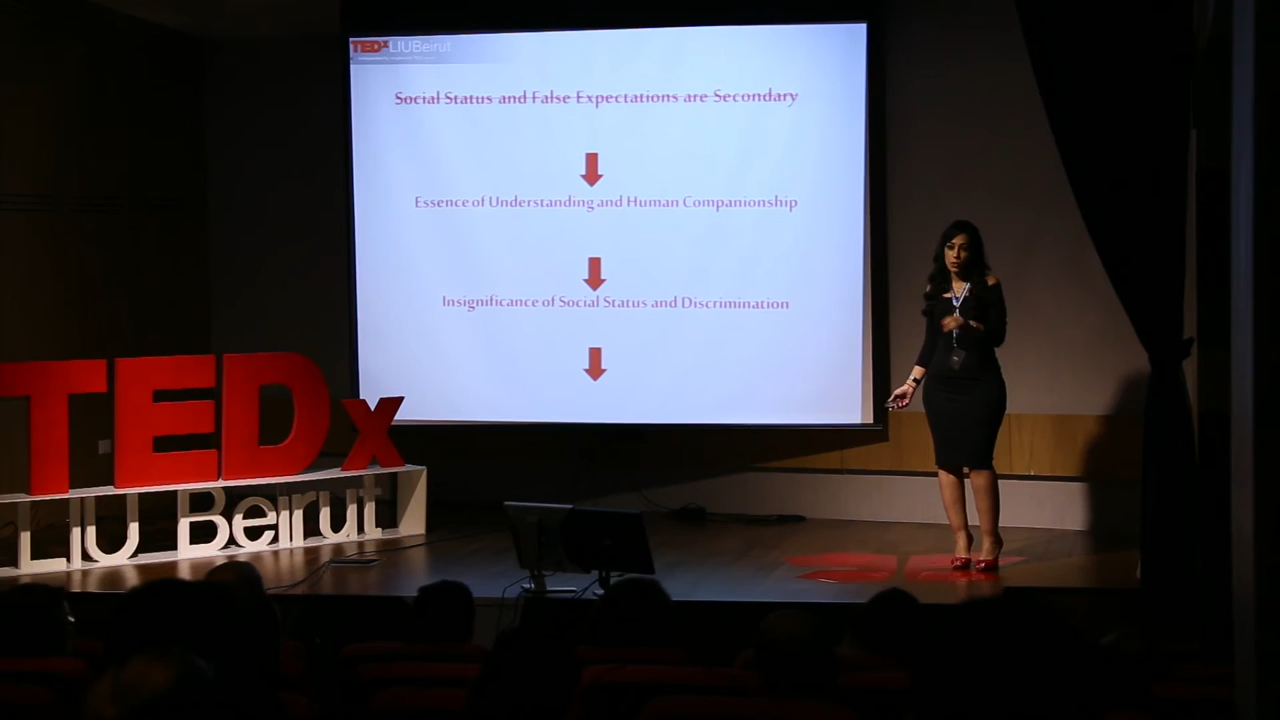 TEDxLIUBeirut
Social Status and False Expectations are Secondary
Essence of Understanding and Human Companionship
Insignificance of Social Status and Discrimination
TEDx
LIU Beirut